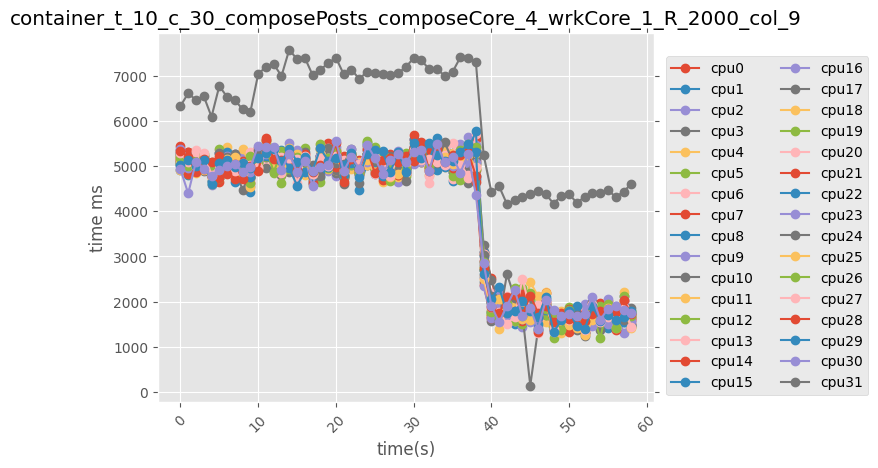 container_t_10_c_30_composePosts_composeCore_4_wrkCore_1_R_2000_col_9
time ms
7000
6000
5000
4000
3000
2000
1000
0
0
10
20
30
40
50
60
time(s)
cpu0
cpu1
cpu2
cpu3
cpu4
cpu5
cpu6
cpu7
cpu8
cpu9
cpu10
cpu11
cpu12
cpu13
cpu14
cpu15
cpu16
cpu17
cpu18
cpu19
cpu20
cpu21
cpu22
cpu23
cpu24
cpu25
cpu26
cpu27
cpu28
cpu29
cpu30
cpu31